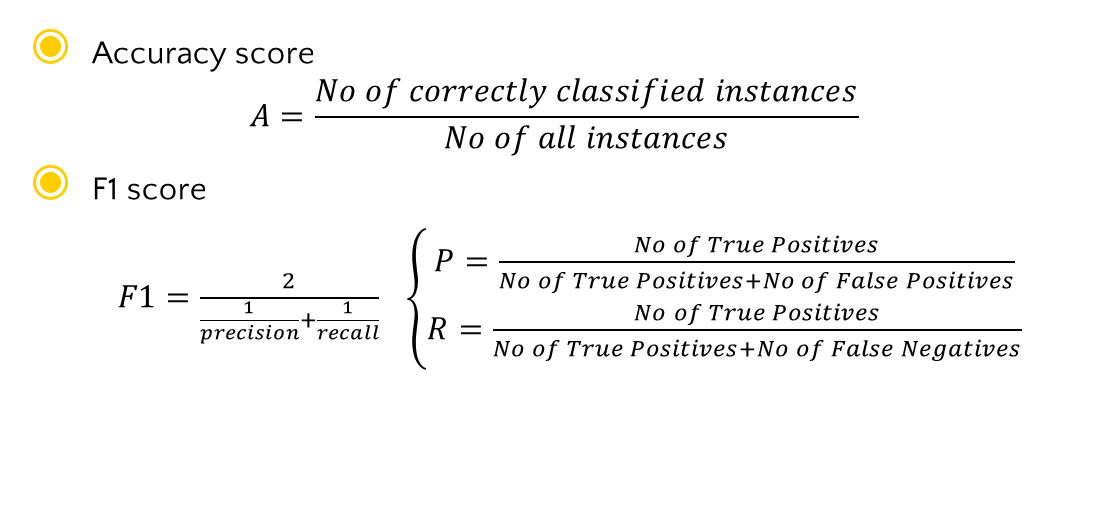 Accuracy score
A = No of correctly classified instances / No of all instances
F1 score
F1 = 2 / (1/precision + 1/recall)
P = No of True Positives / No of True Positives+No of False Positives
R = No of True Positives / No of True Positives+No of False Negatives